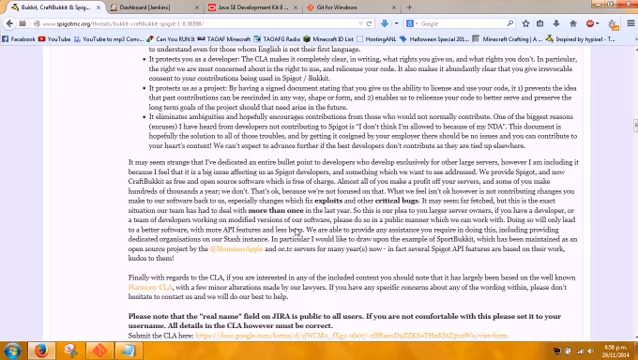 Bukkit, CraftBukkit & Spig...
Dashboard [Jenkins]
Java SE Development Kit 8 ...
Git for Windows
www.spigotmc.org/threads/bukkit-craftbukkit-spigot-1-8.36598/
Search
YouTube
YouTube to mp3 Conv...
YouTube to mp3
Minecraft Block ID List
HostingANL
Halloween Special 201...
Minecraft Crafting | ...
Inspired by hypixel - ...
to understand even for those whom English is not their first language.
It protects you as a developer: The CLA makes it completely clear, in writing, what rights you give us, and what rights you don't. In particular,
the right we are most concerned about is the right to use, and relicense your code. It also makes it abundantly clear that you give irrevocable
consent to your contributions being used in Spigot / Bukkit.
It protects us as a project: By having a signed document stating that you give us the ability to license and use your code, it 1) prevents the
idea that past contributions can be rescinded in any way, shape or form, and 2) enables us to relicense your code to better serve and preserve the
long term goals of the project should that need arise in the future.
It eliminates ambiguities and hopefully encourages contributions from those who would not normally contribute. One of the biggest reasons
(excuses) I have heard from developers not contributing to Spigot is "I don't think I'm allowed to because of my NDA". This document is
hopefully the solution to all of those troubles, and by getting it cosigned by your employer there should be no issues and you can contribute to
your heart's content! We can't expect to advance further if the best developers don't contribute as they are tied up elsewhere.
It may seem strange that I've dedicated an entire bullet point to developers who develop exclusively for other large servers, however I am including it
because I feel that it is a big issue affecting us as Spigot developers, and something which we want to see addressed. We provide Spigot, and now
CraftBukkit as free and open source software which is free of charge. Almost all of you make a profit off your servers, and some of you make
hundreds of thousands a year; we don't. That's ok, because we're not focused on that. What we feel isn't ok however is not contributing changes you
make to our software back to us, especially changes which fix exploits and other critical bugs. It may seem far fetched, but this is the exact
situation our team has had to deal with more than once in the last year. So this is our plea to you larger server owners, if you have a developer, or
a team of developers working on modified versions of our software, please do so in a public manner which we can work with. Doing so will only lead
to a better software, with more API features and less bugs. We are able to provide any assistance you require in doing this, including providing
dedicated organisations on our Stash instance. In particular I would like to draw upon the example of SportBukkit, which has been maintained as an
open source project by the @MonsieurApple and oc.tc servers for many year(s) now - in fact several Spigot API features are based on their work,
kudos to them!
Finally with regards to the CLA, if you are interested in any of the included content you should note that it has largely been based on the well known
Harmony CLA, with a few minor alterations made by our lawyers. If you have any specific questions about the wording in any of these parts, please don't
hesitate to contact us and we will do our best to help.
Please note that the "real name" field on JIRA is public to all users. If you are not comfortable with this please set it to your
username. All details in the CLA however must be correct.
Submit the CLA here:
4:58 p.m.
29/11/2014